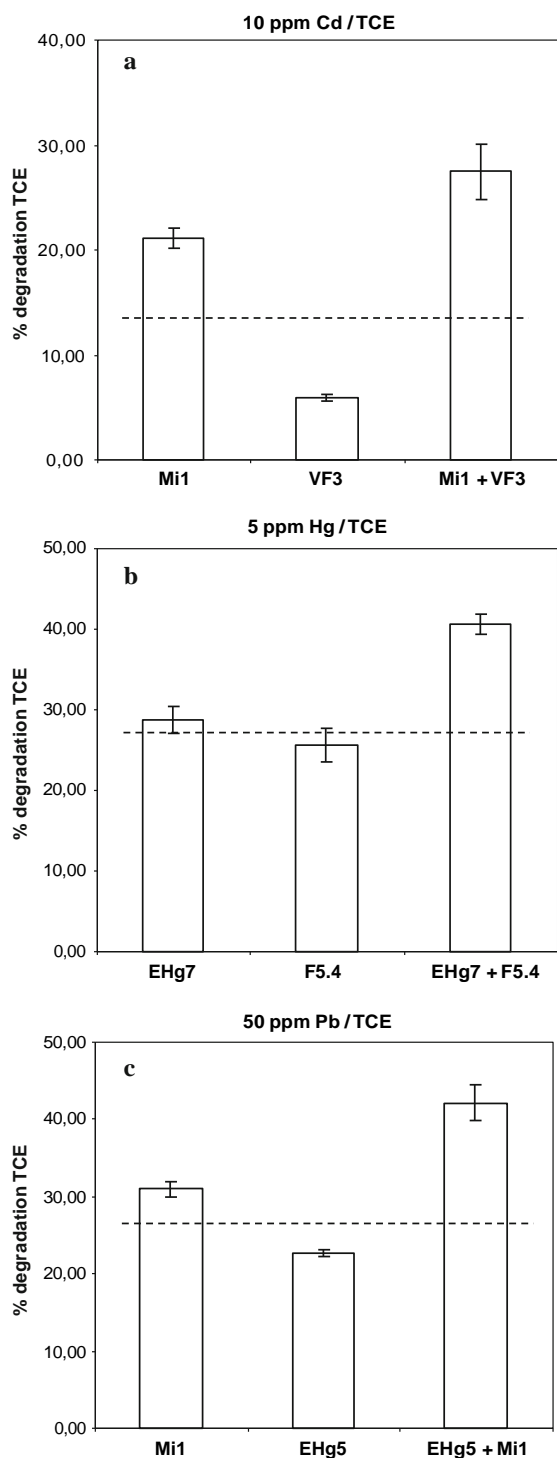 10 ppm Cd / TCE
a
% degradation TCE
40,00
30,00
20,00
10,00
0,00
Mi1 VF3 Mi1 + VF3
5 ppm Hg / TCE
b
% degradation TCE
50,00
40,00
30,00
20,00
10,00
0,00
EHg7 F5.4 EHg7 + F5.4
50 ppm Pb / TCE
c
% degradation TCE
50,00
40,00
30,00
20,00
10,00
0,00
Mi1 EHg5 EHg5 + Mi1